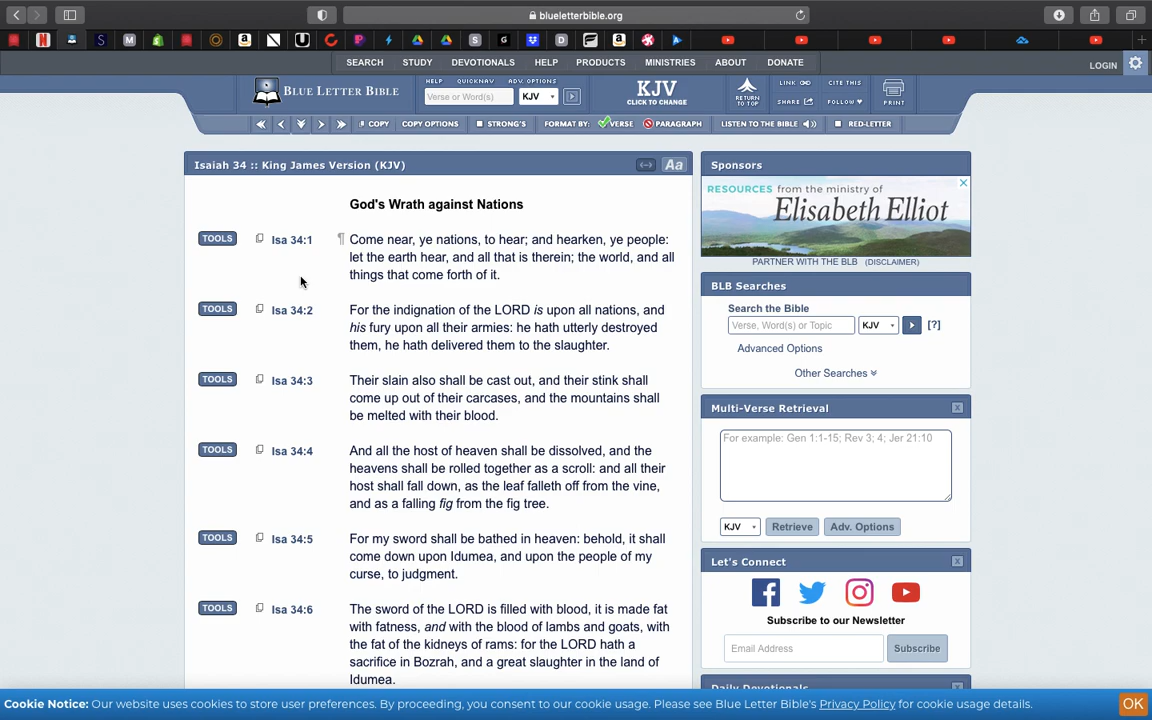 blueletterbible.org
SEARCH STUDY DEVOTIONALS HELP PRODUCTS MINISTRIES ABOUT DONATE LOGIN
BLUE LETTER BIBLE
HELP QUICKNAV ADV. OPTIONS
Verse or Word(s) KJV
KJV
CLICK TO CHANGE
RETURN
TO TOP
LINK CITE THIS
SHARE FOLLOW
PRINT
COPY COPY OPTIONS STRONG'S FORMAT BY: VERSE PARAGRAPH LISTEN TO THE BIBLE RED-LETTER
Isaiah 34 :: King James Version (KJV) Aa
God's Wrath against Nations
TOOLS Isa 34:1 ¶ Come near, ye nations, to hear; and hearken, ye people:
let the earth hear, and all that is therein; the world, and all
things that come forth of it.
TOOLS Isa 34:2 For the indignation of the LORD is upon all nations, and
his fury upon all their armies: he hath utterly destroyed
them, he hath delivered them to the slaughter.
TOOLS Isa 34:3 Their slain also shall be cast out, and their stink shall
come up out of their carcases, and the mountains shall
be melted with their blood.
TOOLS Isa 34:4 And all the host of heaven shall be dissolved, and the
heavens shall be rolled together as a scroll: and all their
host shall fall down, as the leaf falleth off from the vine,
and as a falling fig from the fig tree.
TOOLS Isa 34:5 For my sword shall be bathed in heaven: behold, it shall
come down upon Idumea, and upon the people of my
curse, to judgment.
TOOLS Isa 34:6 The sword of the LORD is filled with blood, it is made fat
with fatness, and with the blood of lambs and goats, with
the fat of the kidneys of rams: for the LORD hath a
sacrifice in Bozrah, and a great slaughter in the land of
Idumea.
Sponsors
RESOURCES from the ministry of
Elisabeth Elliot
PARTNER WITH THE BLB (DISCLAIMER)
BLB Searches
Search the Bible
Verse, Word(s) or Topic KJV [?]
Advanced Options
Other Searches
Multi-Verse Retrieval
For example: Gen 1:1-15; Rev 3; 4; Jer 21:10
KJV Retrieve Adv. Options
Let's Connect
Subscribe to our Newsletter
Email Address Subscribe
Daily Devotionals
Cookie Notice: Our website uses cookies to store user preferences. By proceeding, you consent to our cookie usage. Please see Blue Letter Bible's Privacy Policy for cookie usage details. OK